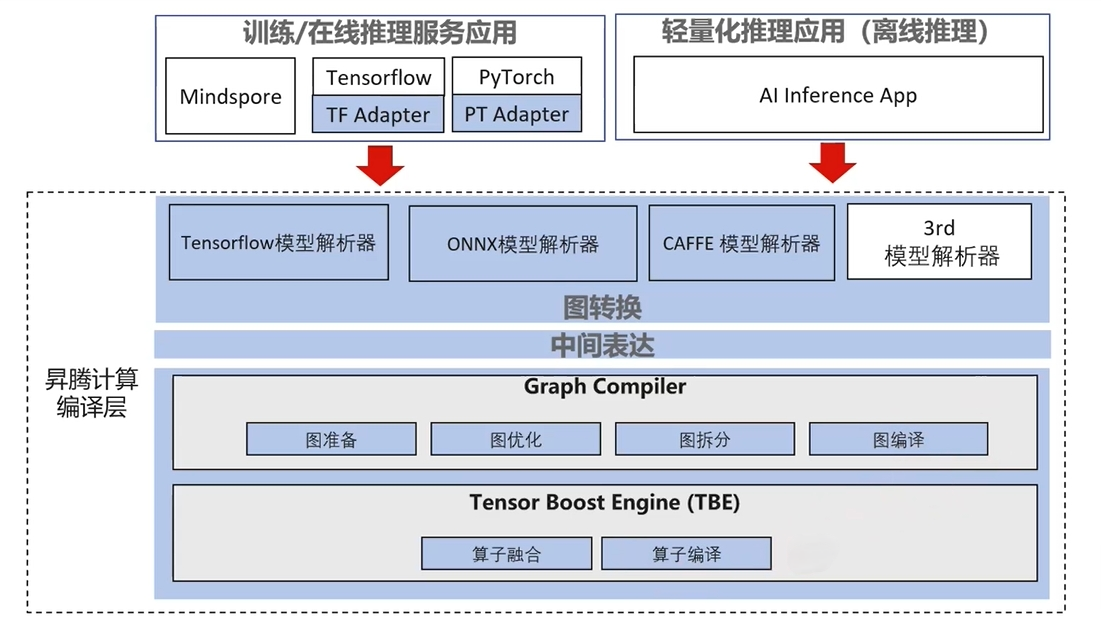 训练/在线推理服务应用
轻量化推理应用（离线推理）
Mindspore
Tensorflow
TF Adapter
PyTorch
PT Adapter
AI Inference App
Tensorflow模型解析器
ONNX模型解析器
CAFFE 模型解析器
3rd
模型解析器
图转换
中间表达
昇腾计算
编译层
Graph Compiler
图准备
图优化
图拆分
图编译
Tensor Boost Engine (TBE)
算子融合
算子编译